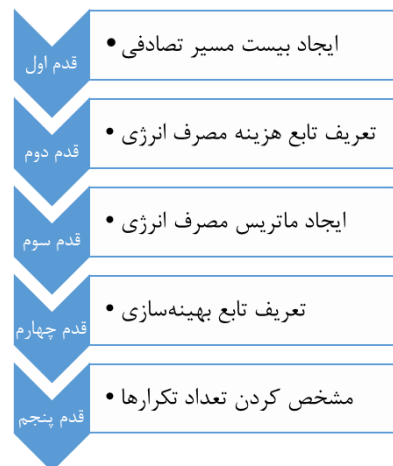 قدم اول
• ایجاد بیست مسیر تصادفی
قدم دوم
• تعریف تابع هزینه مصرف انرژی
قدم سوم
• ایجاد ماتریس مصرف انرژی
قدم چهارم
• تعریف تابع بهینه‌سازی
قدم پنجم
• مشخص کردن تعداد تکرارها